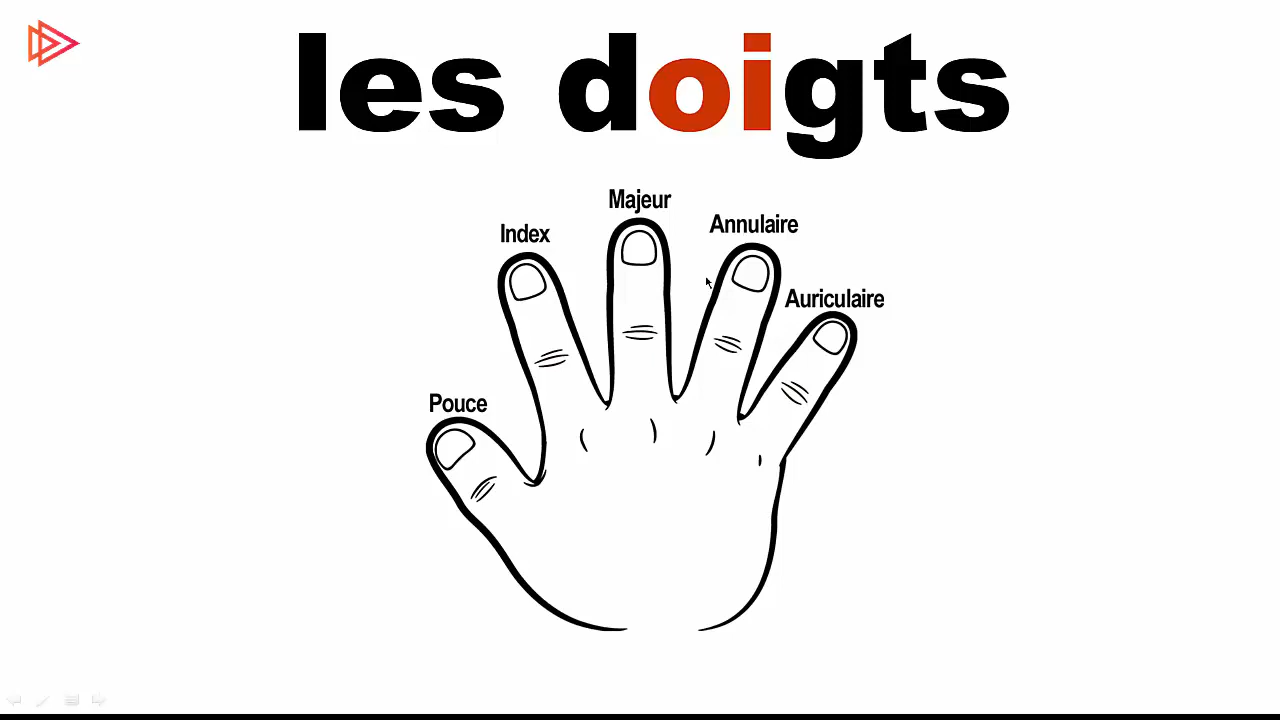 les doigts
Majeur
Annulaire
Index
Auriculaire
Pouce